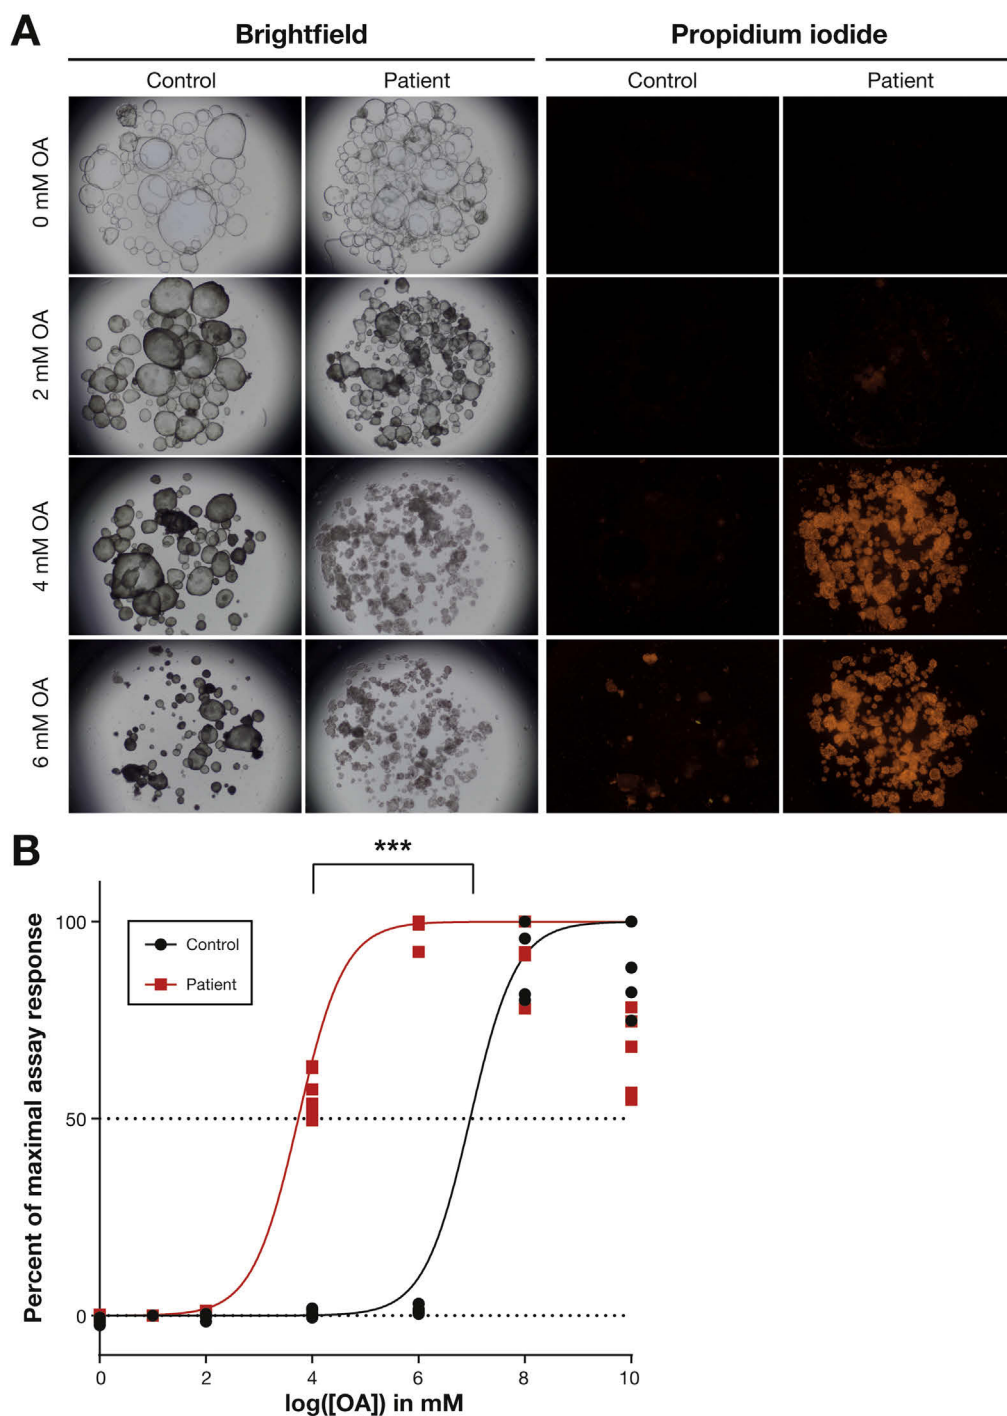 A
Brightfield
Propidium iodide
Control
Patient
Control
Patient
0 mM OA
2 mM OA
4 mM OA
6 mM OA
B
***
100
50
0
Control
Patient
Percent of maximal assay response
0
2
4
6
8
10
log([OA]) in mM